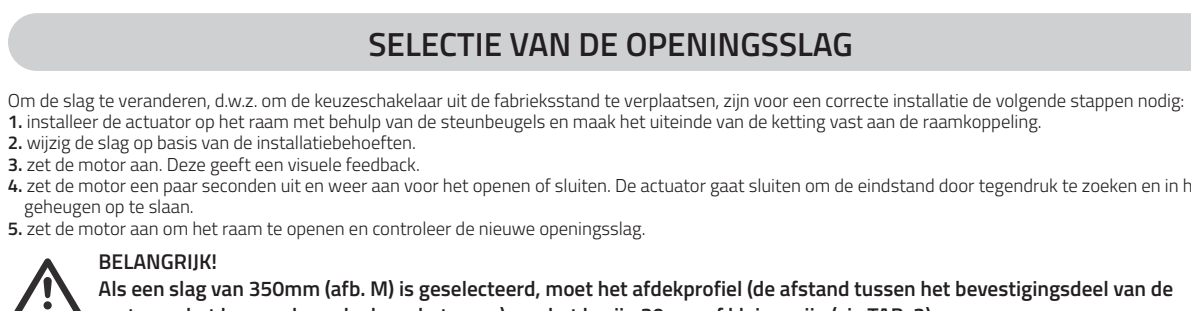 SELECTIE VAN DE OPENINGSSLAG
Om de slag te veranderen, d.w.z. om de keuzeschakelaar uit de fabrieksstand te verplaatsen, zijn voor een correcte installatie de volgende stappen nodig:
1. installeer de actuator op het raam met behulp van de steunbeugels en maak het uiteinde van de ketting vast aan de raamkoppeling.
2. wijzig de slag op basis van de installatiebehoeften.
3. zet de motor aan. Deze geeft een visuele feedback.
4. zet de motor een paar seconden uit en weer aan voor het openen of sluiten. De actuator gaat sluiten om de eindstand door tegendruk te zoeken en in
geheugen op te slaan.
5. zet de motor aan om het raam te openen en controleer de nieuwe openingsslag.
BELANGRIJK!
Als een slag van 350mm (afb. M) is geselecteerd, moet het afdekprofiel (de afstand tussen het bevestigingsdeel van de